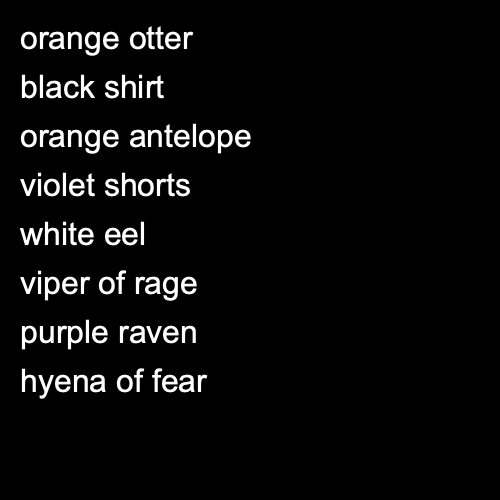 orange otter
black shirt
orange antelope
violet shorts
white eel
viper of rage
purple raven
hyena of fear